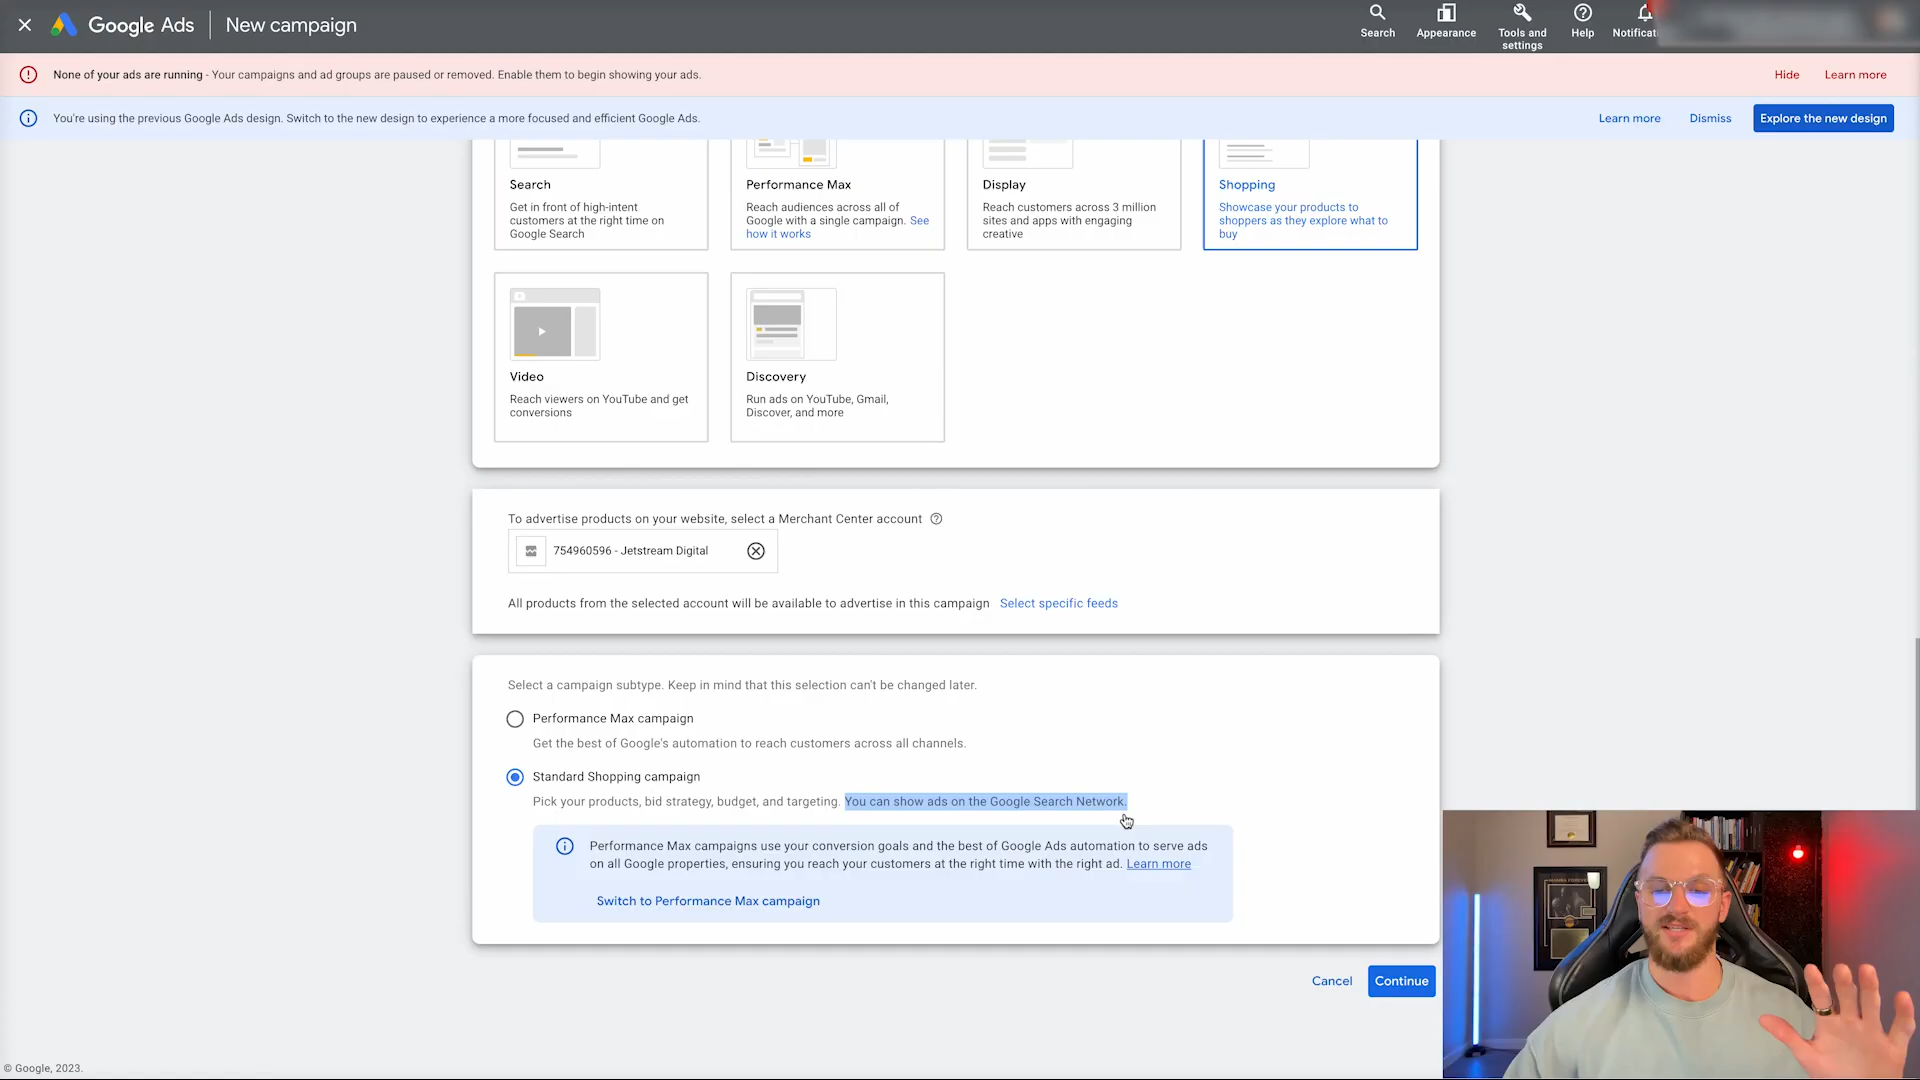 Google Ads
New campaign
Search
Appearance
Tools and
settings
Help
Notificat
None of your ads are running - Your campaigns and ad groups are paused or removed. Enable them to begin showing your ads.
Hide
Learn more
You're using the previous Google Ads design. Switch to the new design to experience a more focused and efficient Google Ads.
Learn more
Dismiss
Explore the new design
Search
Get in front of high-intent
customers at the right time on
Google Search
Performance Max
Reach audiences across all of
Google with a single campaign. See
how it works
Display
Reach customers across 3 million
sites and apps with engaging
creative
Shopping
Showcase your products to
shoppers as they explore what to
buy
Video
Reach viewers on YouTube and get
conversions
Discovery
Run ads on YouTube, Gmail,
Discover, and more
To advertise products on your website, select a Merchant Center account
754960596 - Jetstream Digital
All products from the selected account will be available to advertise in this campaign Select specific feeds
Select a campaign subtype. Keep in mind that this selection can't be changed later.
Performance Max campaign
Get the best of Google's automation to reach customers across all channels.
Standard Shopping campaign
Pick your products, bid strategy, budget, and targeting. You can show ads on the Google Search Network.
Performance Max campaigns use your conversion goals and the best of Google Ads automation to serve ads
on all Google properties, ensuring you reach your customers at the right time with the right ad. Learn more
Switch to Performance Max campaign
Cancel
Continue
© Google, 2023.